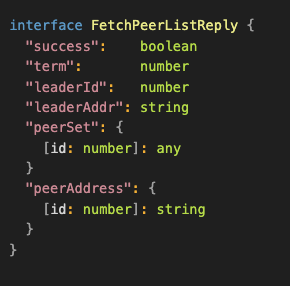 interface FetchPeerListReply {
  "success":    boolean
  "term":       number
  "leaderId":   number
  "leaderAddr": string
  "peerSet": {
    [id: number]: any
  }
  "peerAddress": {
    [id: number]: string
  }
}